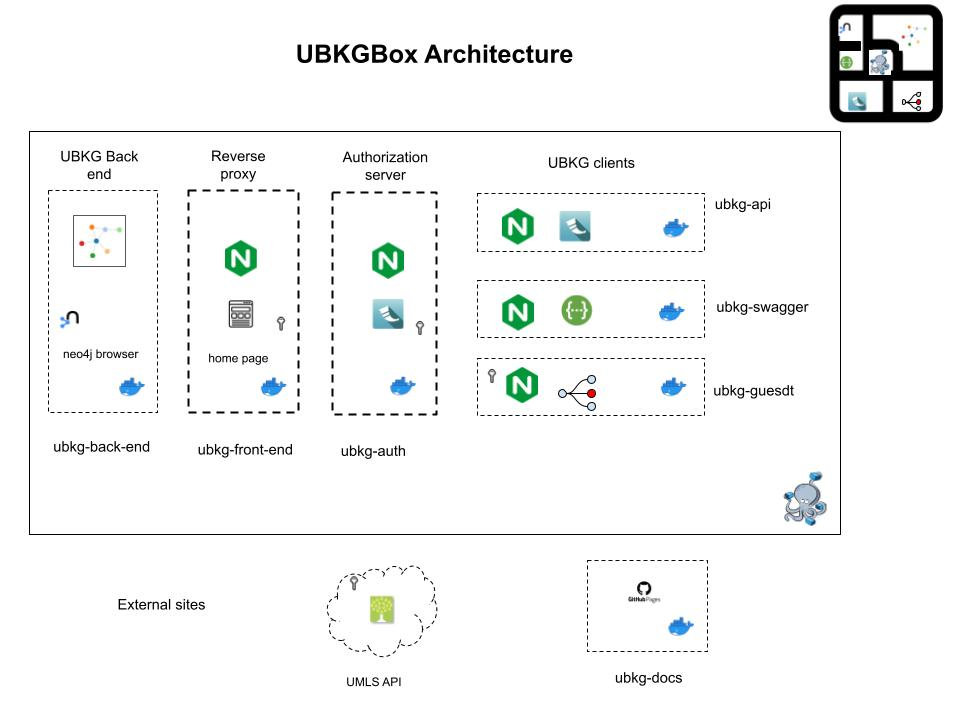 UBKGBox Architecture
UBKG Back
end
Reverse
proxy
Authorization
server
UBKG clients
ubkg-api
ubkg-swagger
neo4j browser
home page
ubkg-guesdt
ubkg-back-end
ubkg-front-end
ubkg-auth
External sites
GitHub Pages
UMLS API
ubkg-docs